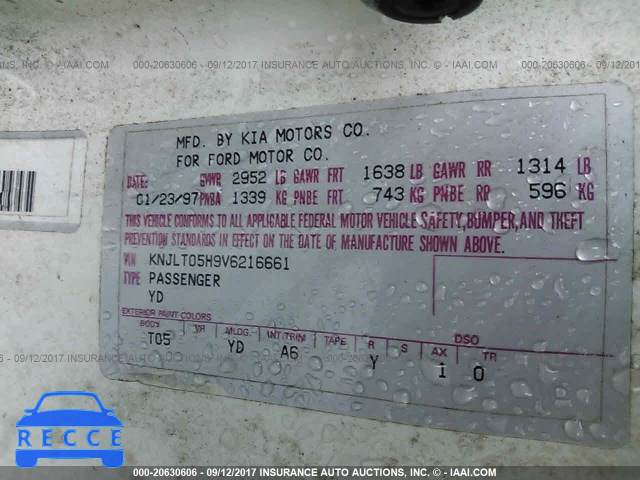 000-20630606 - 09/12/2017 INSURANCE AUTO AUCTIONS, INC. - © - IAAI.COM
MFD. BY KIA MOTORS CO.
FOR FORD MOTOR CO.
DATE: GVWR 2952 LB GAWR FRT 1638 LB GAWR RR 1314 LB
01/23/97 PNBA 1339 KG PNBE FRT 743 KG PNBE RR 596 KG
THIS VEHICLE CONFORMS TO ALL APPLICABLE FEDERAL MOTOR VEHICLE SAFETY, BUMPER, AND THEFT
PREVENTION STANDARDS IN EFFECT ON THE DATE OF MANUFACTURE SHOWN ABOVE.
VIN KNJLT05H9V6216661
TYPE PASSENGER
YD
EXTERIOR PAINT COLORS DSO
BODY VR MLDG. INT TRIM TAPE R S AX TR
T05 YD A6 Y 1 0
RECCE
000-20630606 - 09/12/2017 INSURANCE AUTO AUCTIONS, INC. - © - IAAI.COM